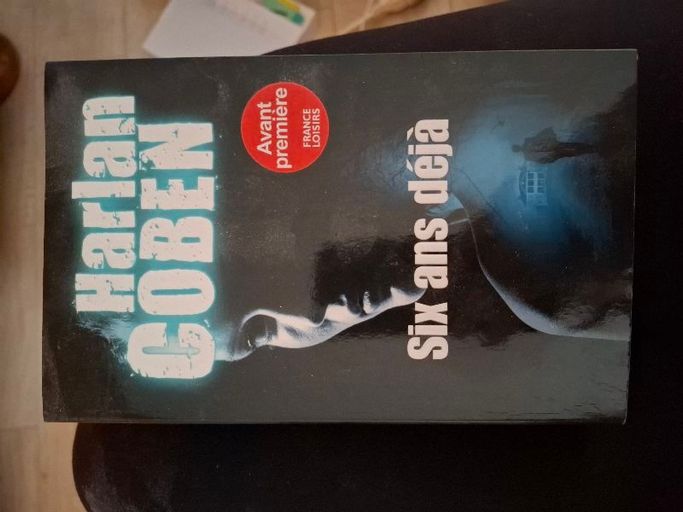 Harlan
COBEN
Avant
première
FRANCE
LOISIRS
Six ans déjà